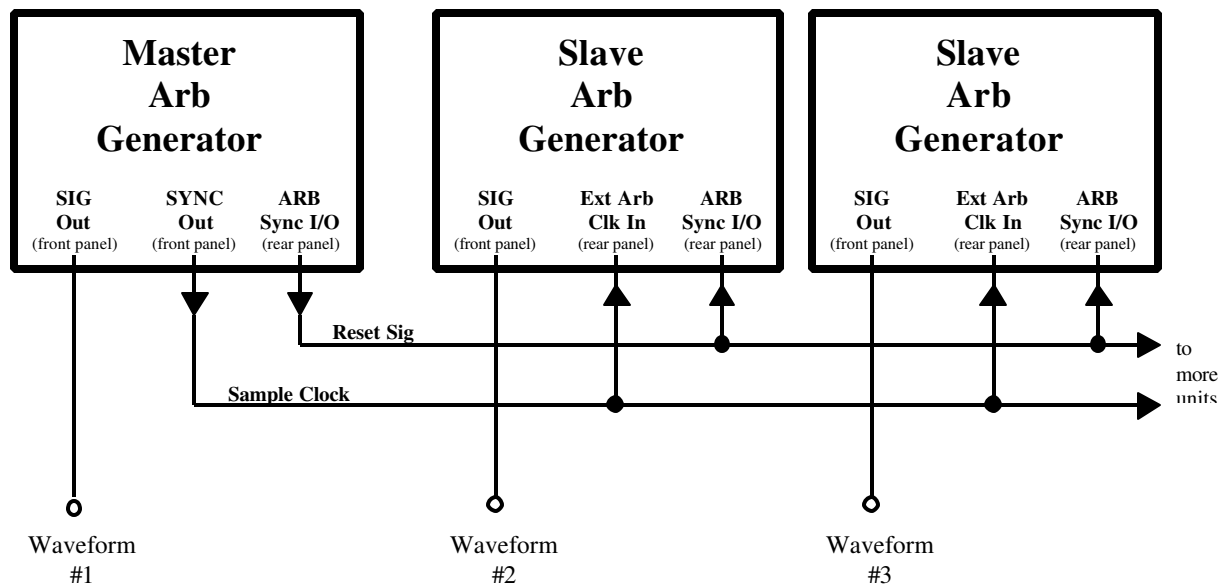 Master
Arb
Generator
SIG
Out
(front panel)
SYNC
Out
(front panel)
ARB
Sync I/O
(rear panel)
Slave
Arb
Generator
SIG
Out
(front panel)
Ext Arb
Clk In
(rear panel)
ARB
Sync I/O
(rear panel)
Slave
Arb
Generator
SIG
Out
(front panel)
Ext Arb
Clk In
(rear panel)
ARB
Sync I/O
(rear panel)
Reset Sig
Sample Clock
to
more
units
Waveform
#1
Waveform
#2
Waveform
#3